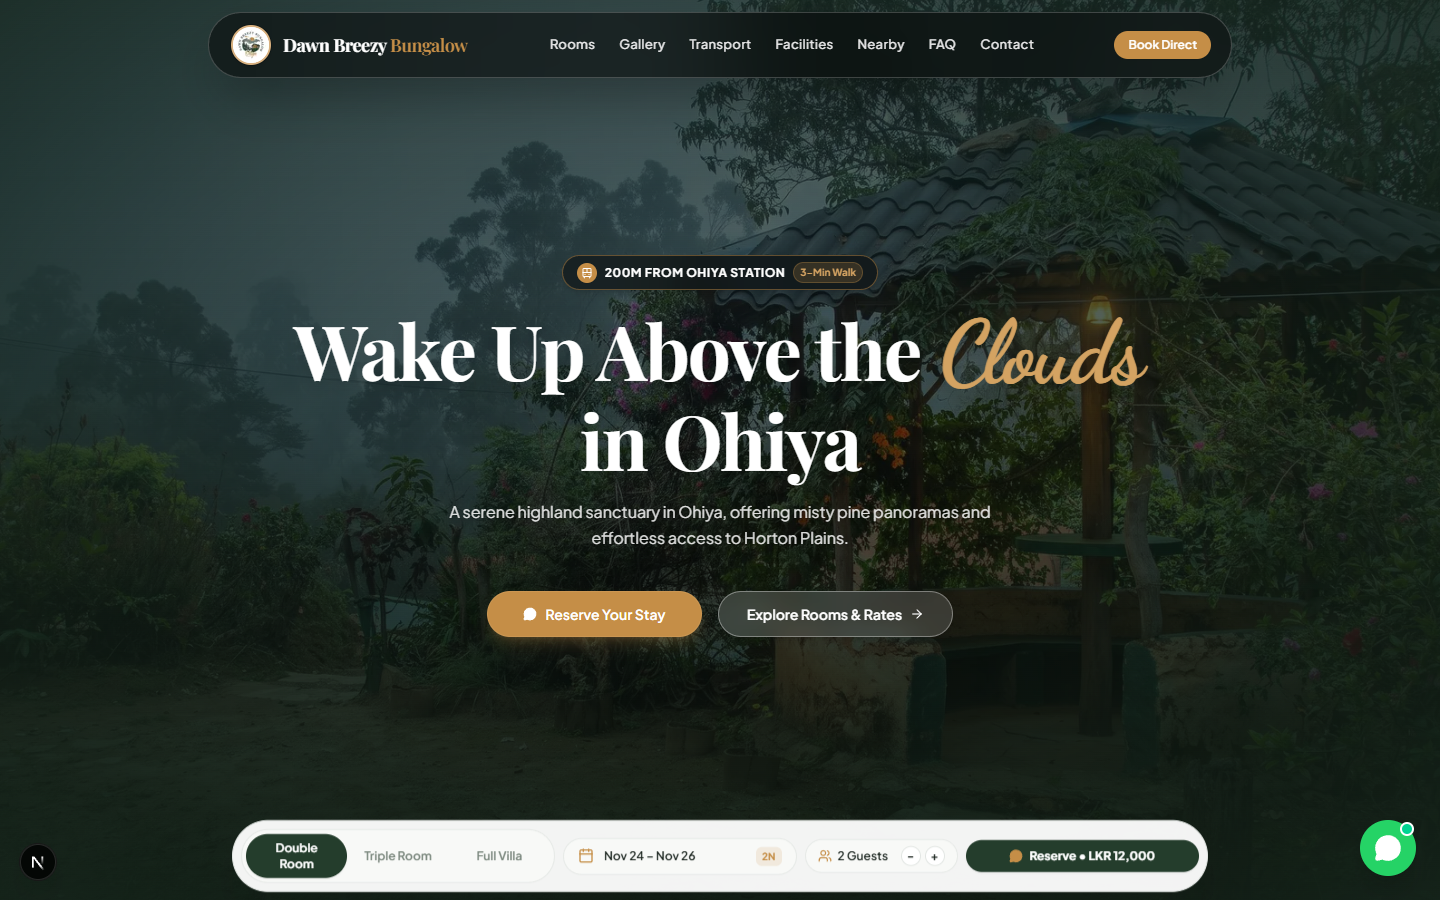 Dawn Breezy Bungalow
Rooms
Gallery
Transport
Facilities
Nearby
FAQ
Contact
Book Direct
200M FROM OHIYA STATION
3-Min Walk
Wake Up Above the Clouds
in Ohiya
A serene highland sanctuary in Ohiya, offering misty pine panoramas and
effortless access to Horton Plains.
Reserve Your Stay
Explore Rooms & Rates →
Double
Room
Triple Room
Full Villa
Nov 24 – Nov 26
2N
2 Guests
-
+
Reserve • LKR 12,000
N